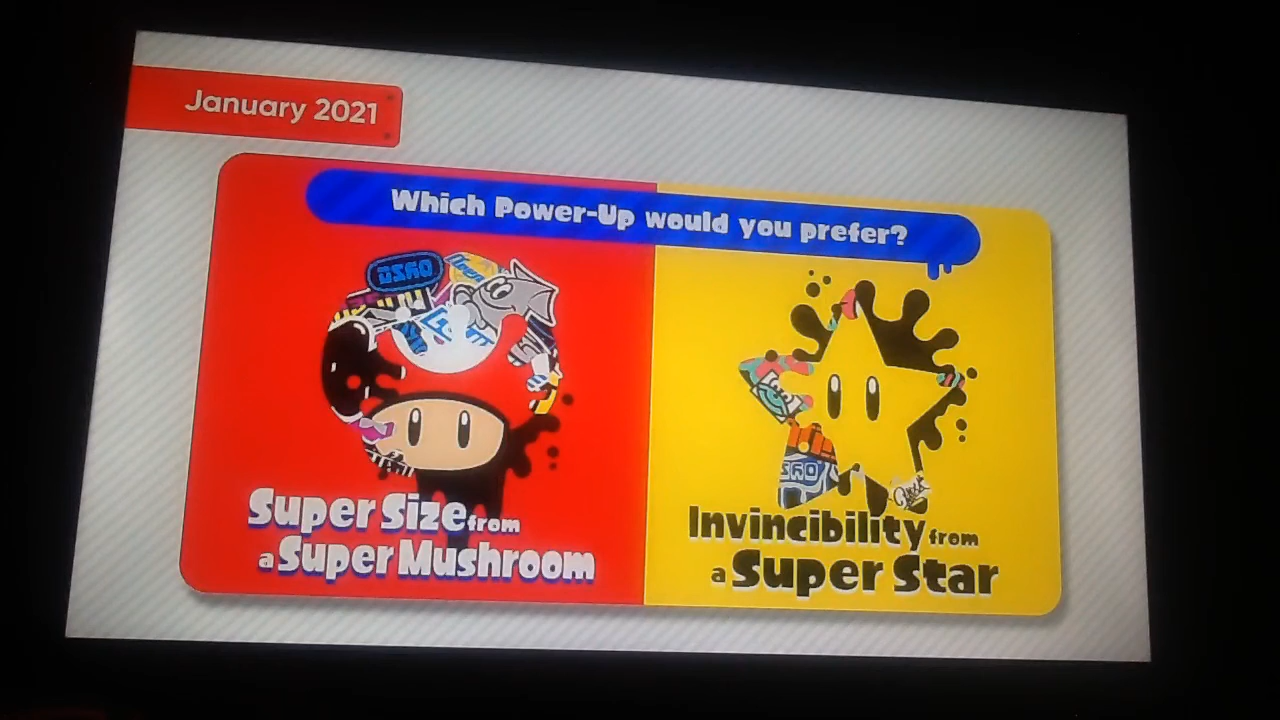 January 2021
Which Power-Up would you prefer?
Super Size from
a Super Mushroom
Invincibility from
a Super Star